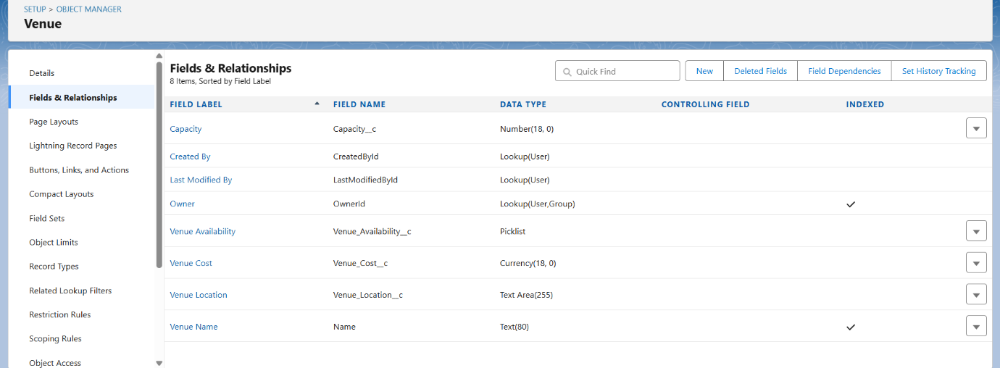 SETUP > OBJECT MANAGER
Venue
Details
Fields & Relationships
Page Layouts
Lightning Record Pages
Buttons, Links, and Actions
Compact Layouts
Field Sets
Object Limits
Record Types
Related Lookup Filters
Restriction Rules
Scoping Rules
Object Access
Fields & Relationships
8 Items, Sorted by Field Label
Quick Find
New
Deleted Fields
Field Dependencies
Set History Tracking
FIELD LABEL FIELD NAME DATA TYPE CONTROLLING FIELD INDEXED
Capacity Capacity__c Number(18, 0)
Created By CreatedById Lookup(User)
Last Modified By LastModifiedById Lookup(User)
Owner OwnerId Lookup(User,Group)
Venue Availability Venue_Availability__c Picklist
Venue Cost Venue_Cost__c Currency(18, 0)
Venue Location Venue_Location__c Text Area(255)
Venue Name Name Text(80)